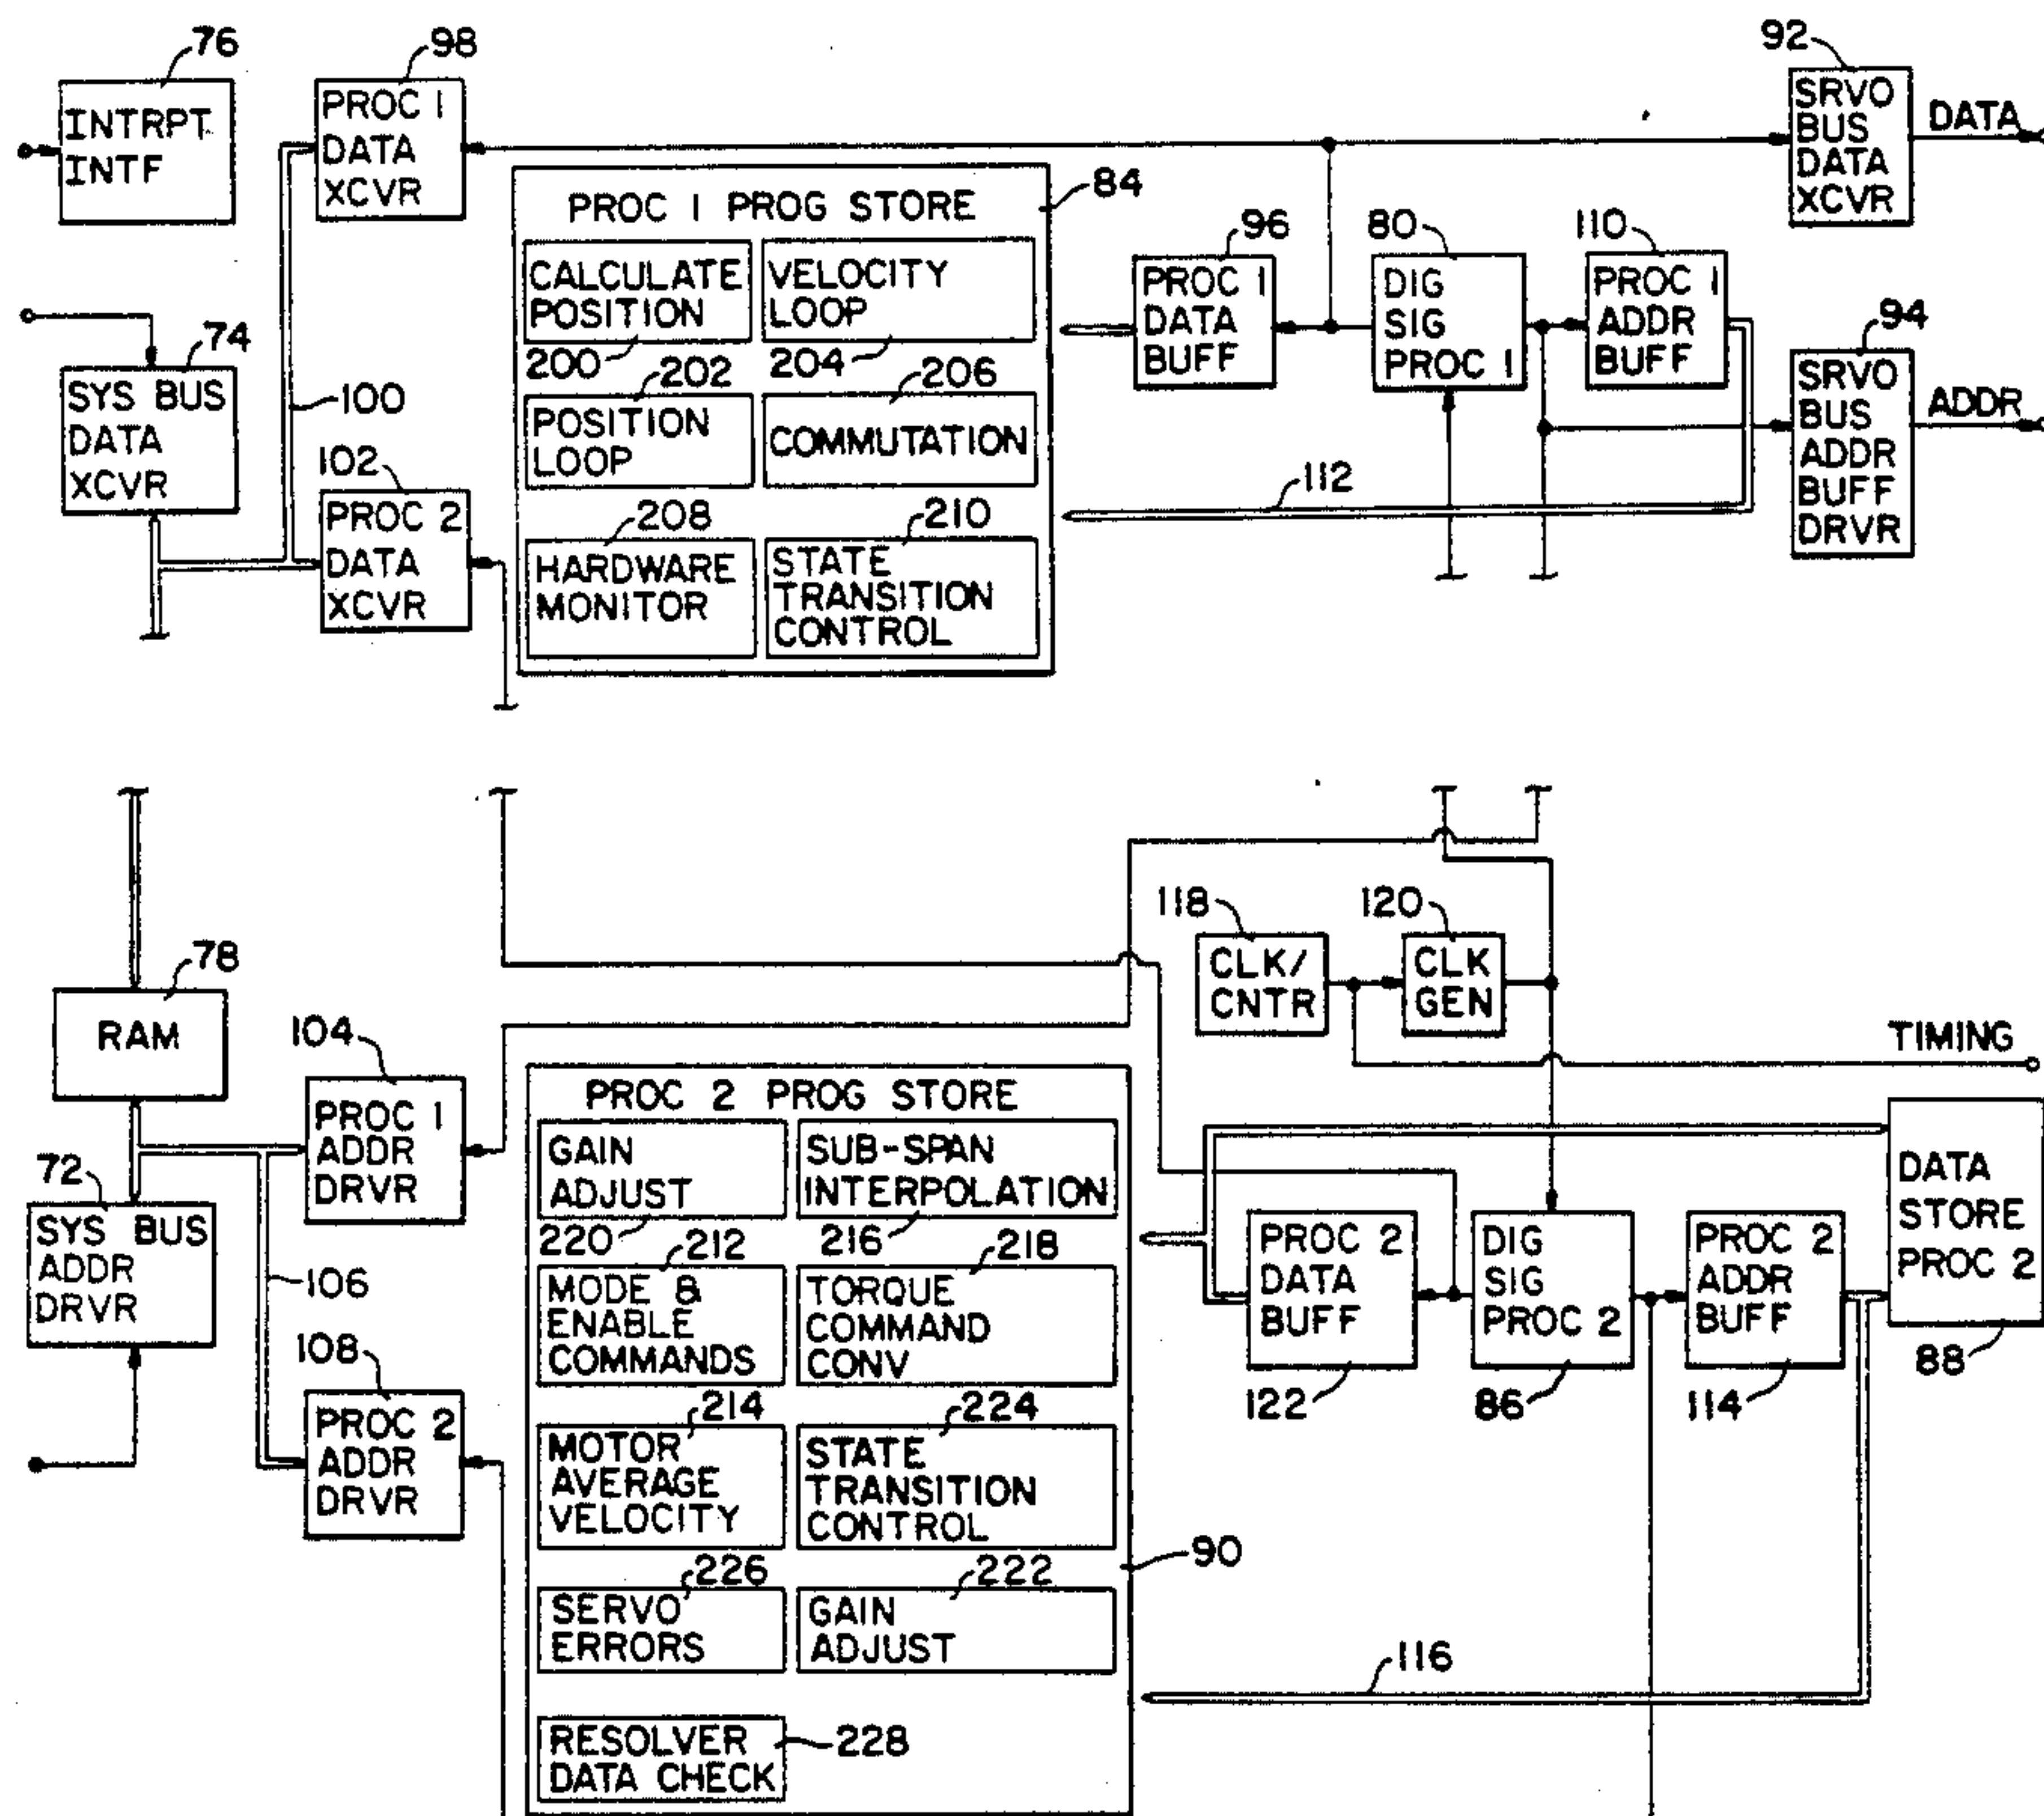 76
INTRPT
INTF
98
PROC 1
DATA
XCVR
92
SRVO
BUS
DATA
XCVR
DATA
84
PROC 1 PROG STORE
CALCULATE
POSITION
200
VELOCITY
LOOP
204
202
POSITION
LOOP
206
COMMUTATION
208
HARDWARE
MONITOR
210
STATE
TRANSITION
CONTROL
96
PROC 1
DATA
BUFF
80
DIG
SIG
PROC 1
110
PROC 1
ADDR
BUFF
94
SRVO
BUS
ADDR
BUFF
DRVR
ADDR
112
74
SYS BUS
DATA
XCVR
100
102
PROC 2
DATA
XCVR
78
RAM
104
PROC 1
ADDR
DRVR
72
SYS BUS
ADDR
DRVR
106
108
PROC 2
ADDR
DRVR
118
CLK/
CNTR
120
CLK
GEN
TIMING
PROC 2 PROG STORE
GAIN
ADJUST
220
SUB-SPAN
INTERPOLATION
216
212
MODE &
ENABLE
COMMANDS
218
TORQUE
COMMAND
CONV
214
MOTOR
AVERAGE
VELOCITY
224
STATE
TRANSITION
CONTROL
90
226
SERVO
ERRORS
222
GAIN
ADJUST
RESOLVER
DATA CHECK
228
PROC 2
DATA
BUFF
122
DIG
SIG
PROC 2
86
PROC 2
ADDR
BUFF
114
DATA
STORE
PROC 2
88
116